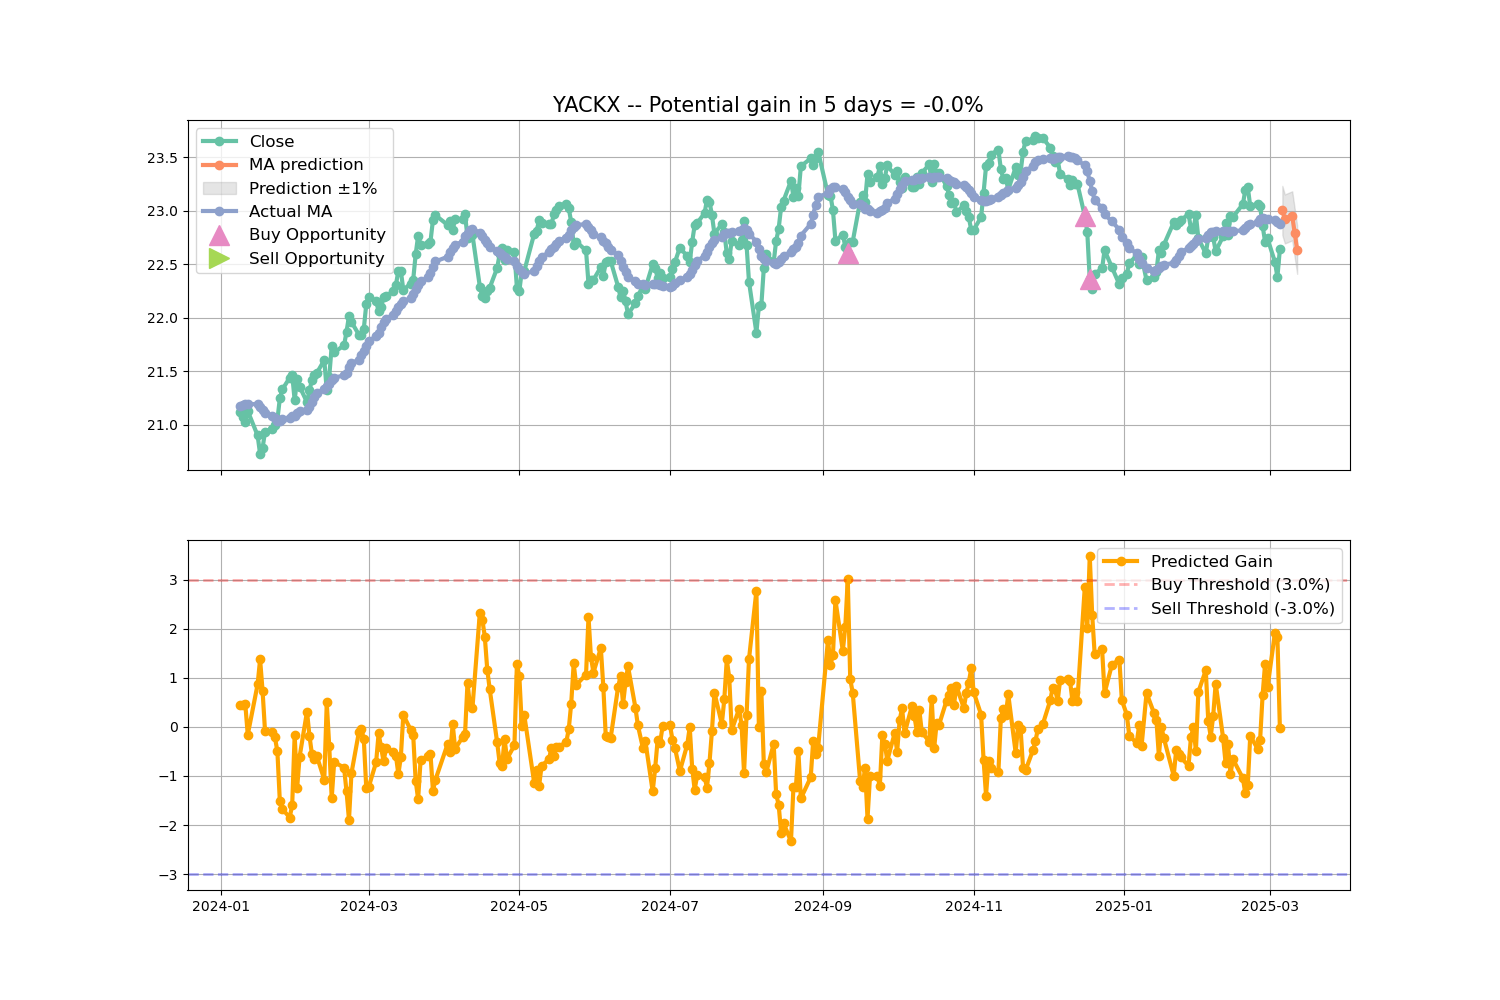 YACKX -- Potential gain in 5 days = -0.0%
Close
MA prediction
Prediction ±1%
Actual MA
Buy Opportunity
Sell Opportunity
23.5
23.0
22.5
22.0
21.5
21.0
Predicted Gain
Buy Threshold (3.0%)
Sell Threshold (-3.0%)
3
2
1
0
−1
−2
−3
2024-01
2024-03
2024-05
2024-07
2024-09
2024-11
2025-01
2025-03